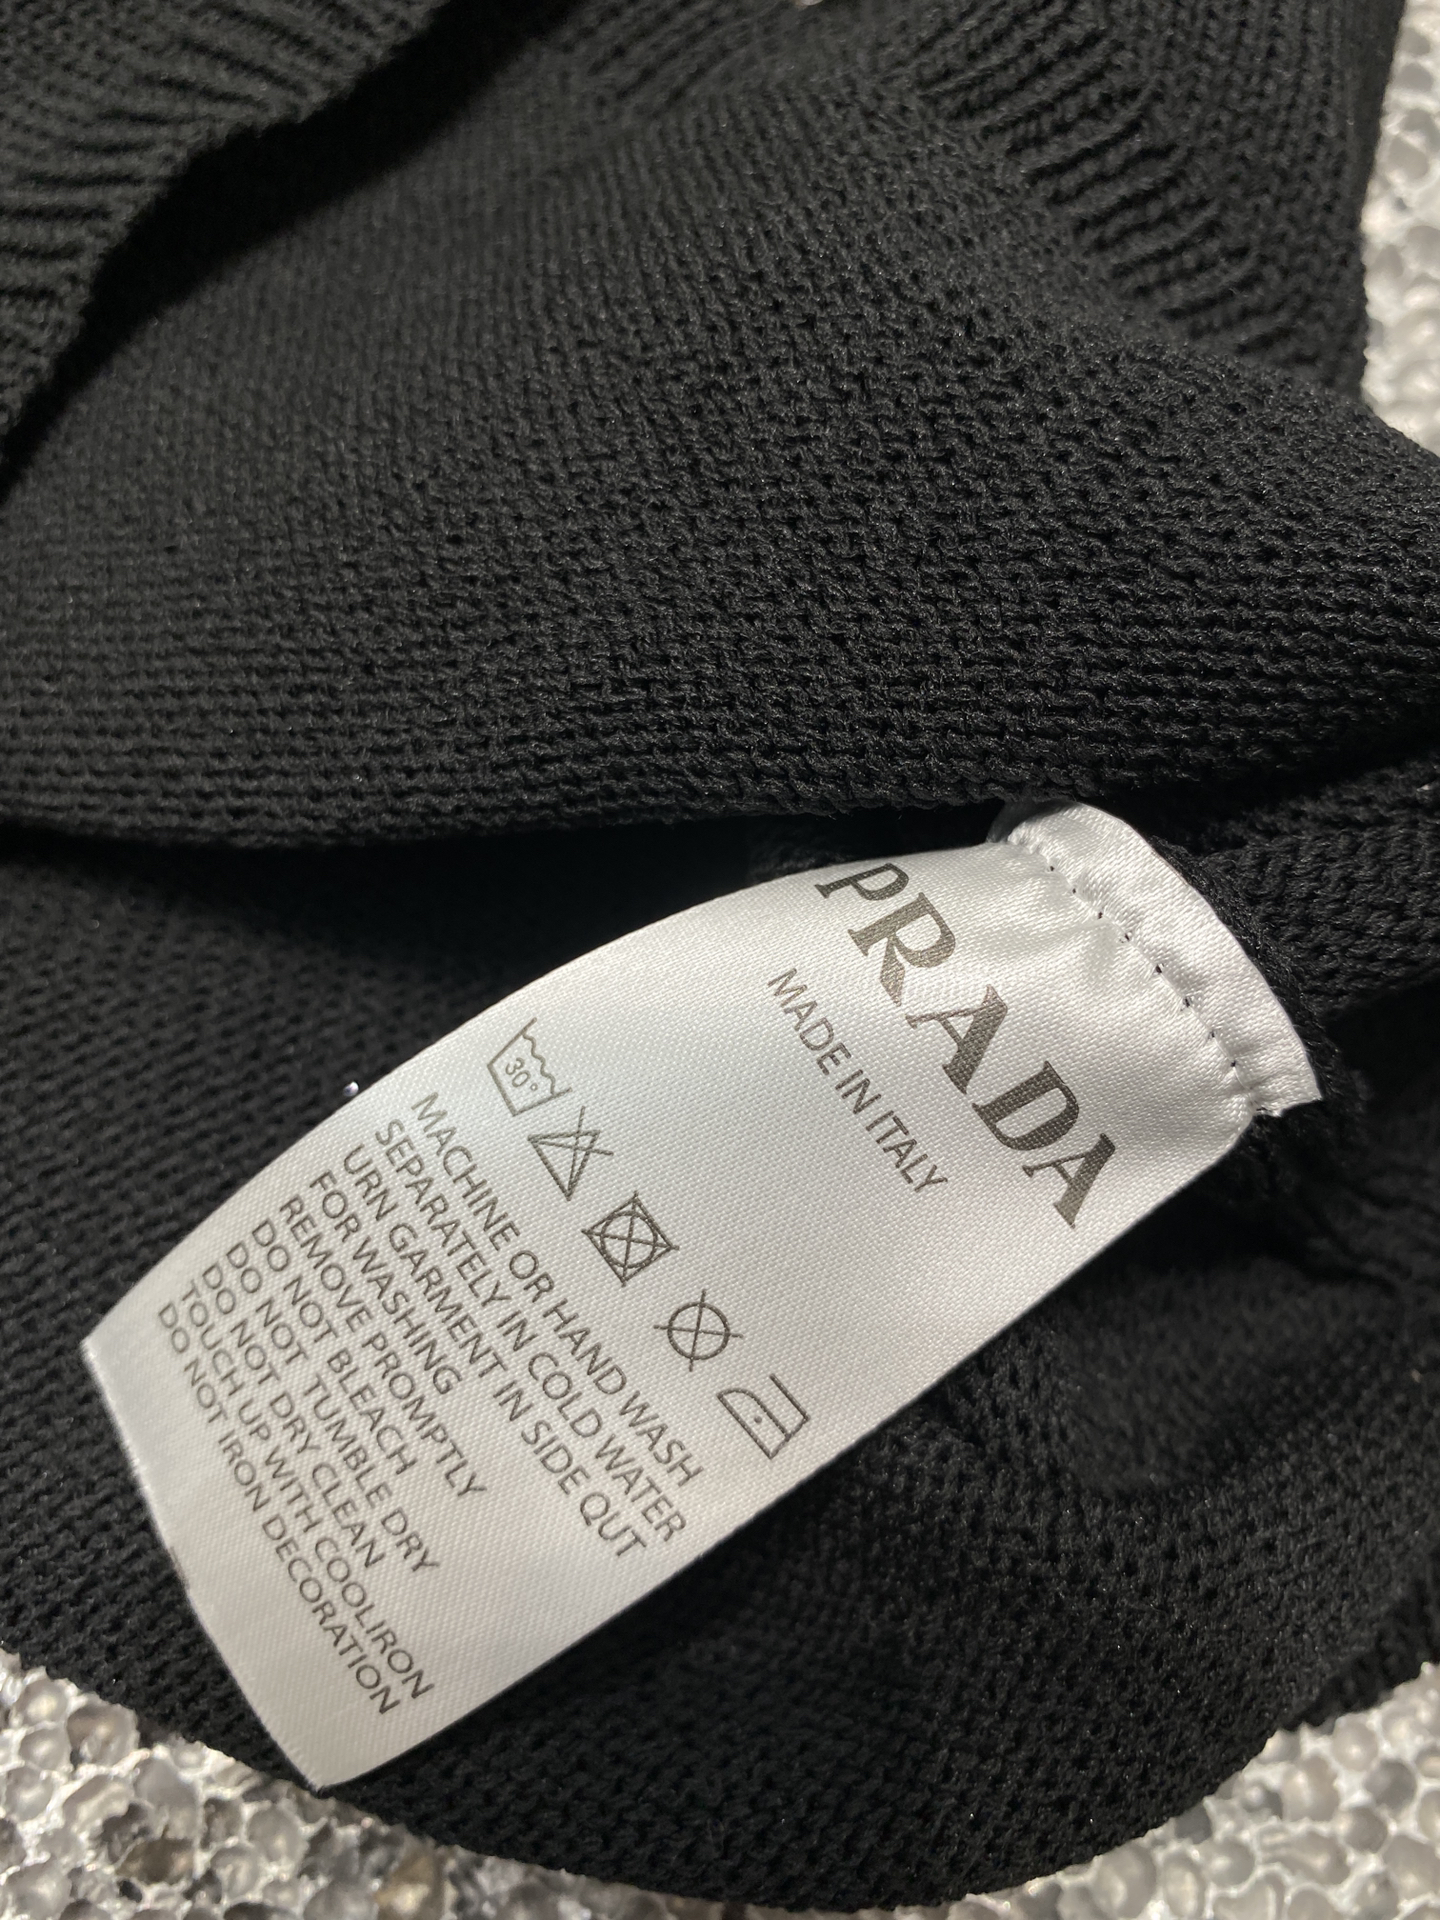 PRADA
MADE IN ITALY
30°
MACHINE OR HAND WASH
SEPARATELY IN COLD WATER
URN GARMENT IN SIDE QUT
FOR WASHING
REMOVE PROMPTLY
DO NOT BLEACH
DO NOT TUMBLE DRY
DO NOT DRY CLEAN
TOUCH UP WITH COOLIRON
DO NOT IRON DECORATION